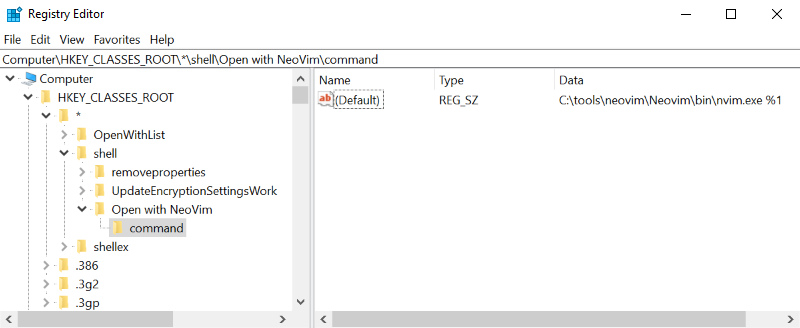 Registry Editor
File Edit View Favorites Help
Computer\HKEY_CLASSES_ROOT\*\shell\Open with NeoVim\command
Computer
HKEY_CLASSES_ROOT
*
OpenWithList
shell
removeproperties
UpdateEncryptionSettingsWork
Open with NeoVim
command
shellex
.386
.3g2
.3gp
Name Type Data
ab (Default) REG_SZ C:\tools\neovim\Neovim\bin\nvim.exe %1